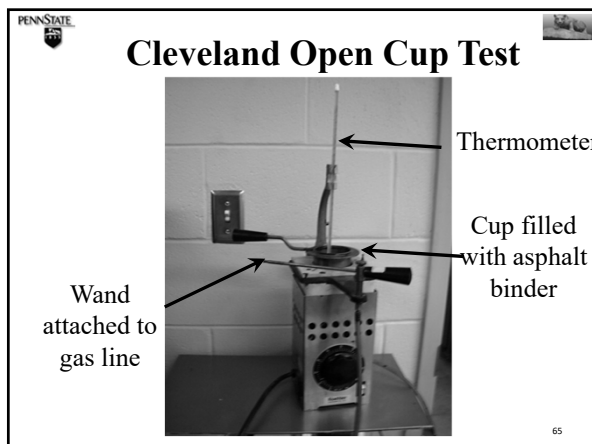 PENNSTATE
Cleveland Open Cup Test
Thermometer
Cup filled
with asphalt
binder
Wand
attached to
gas line
65